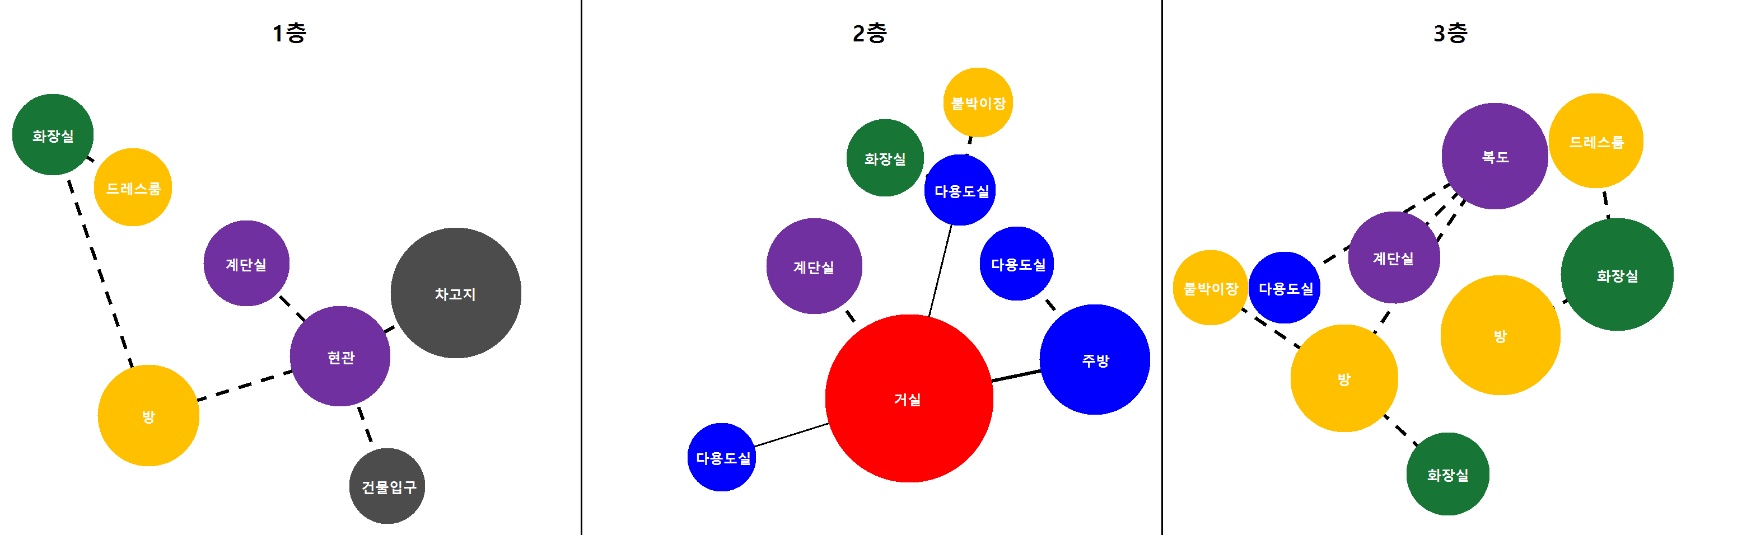 1층
화장실
드레스룸
계단실
차고지
현관
방
건물입구
2층
붙박이장
화장실
다용도실
계단실
다용도실
주방
거실
다용도실
3층
복도
드레스룸
계단실
화장실
붙박이장
다용도실
방
방
화장실